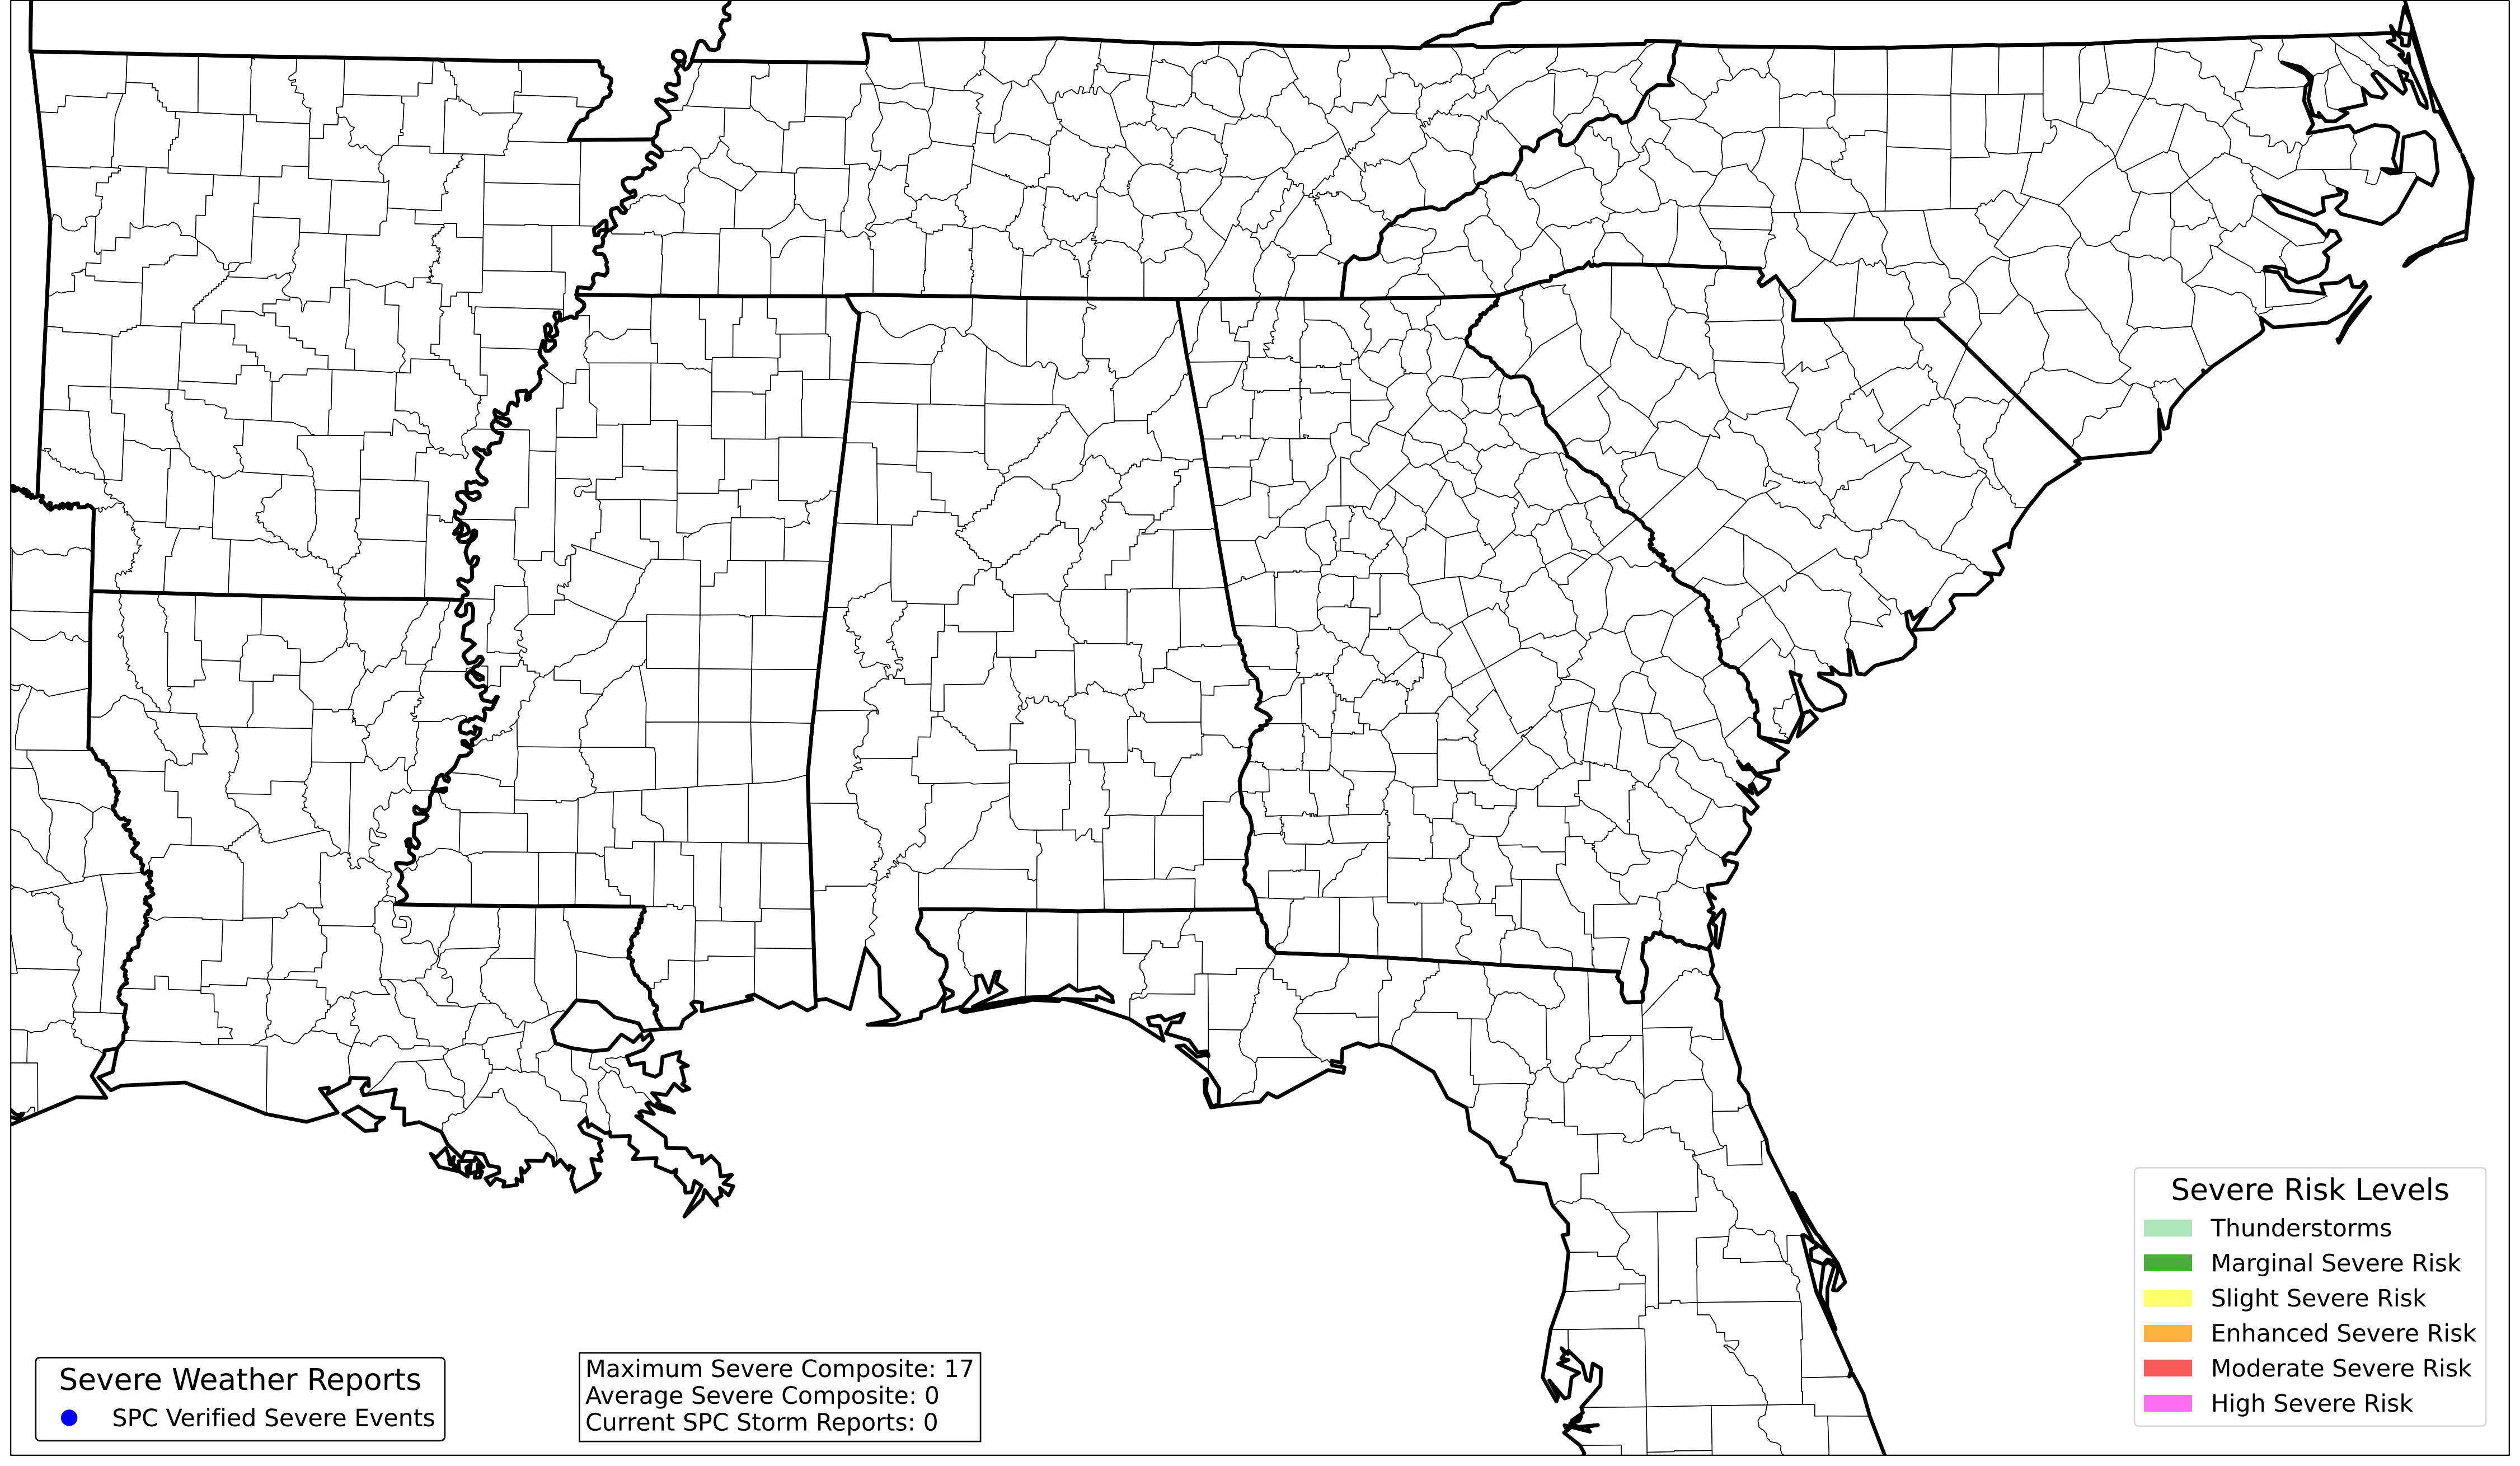 Severe Weather Reports
SPC Verified Severe Events
Maximum Severe Composite: 17
Average Severe Composite: 0
Current SPC Storm Reports: 0
Severe Risk Levels
Thunderstorms
Marginal Severe Risk
Slight Severe Risk
Enhanced Severe Risk
Moderate Severe Risk
High Severe Risk